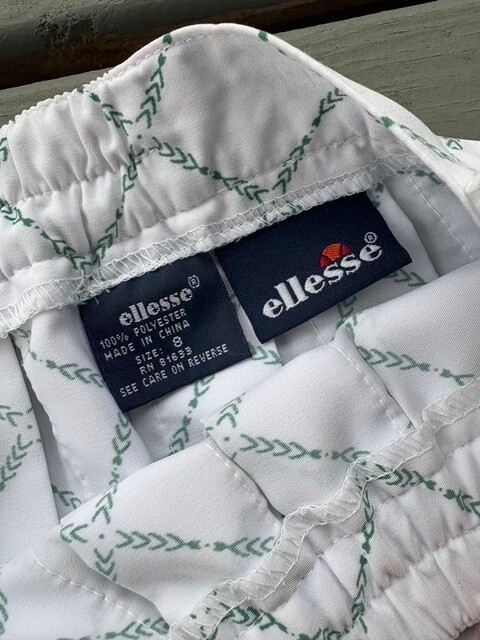 ellesse®
100% POLYESTER
MADE IN CHINA
SIZE: 8
RN 81633
SEE CARE ON REVERSE
ellesse®